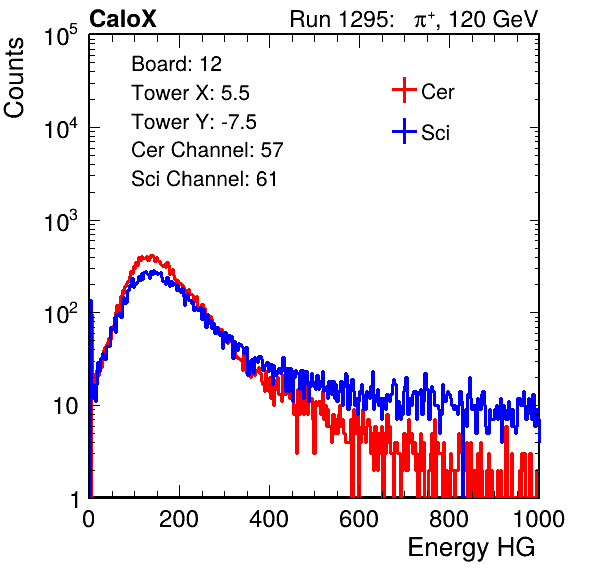 CaloX Run 1295: π⁺, 120 GeV
Counts
10⁵
10⁴
10³
10²
10
1
Board: 12
Tower X: 5.5
Tower Y: -7.5
Cer Channel: 57
Sci Channel: 61
Cer
Sci
0 200 400 600 800 1000
Energy HG